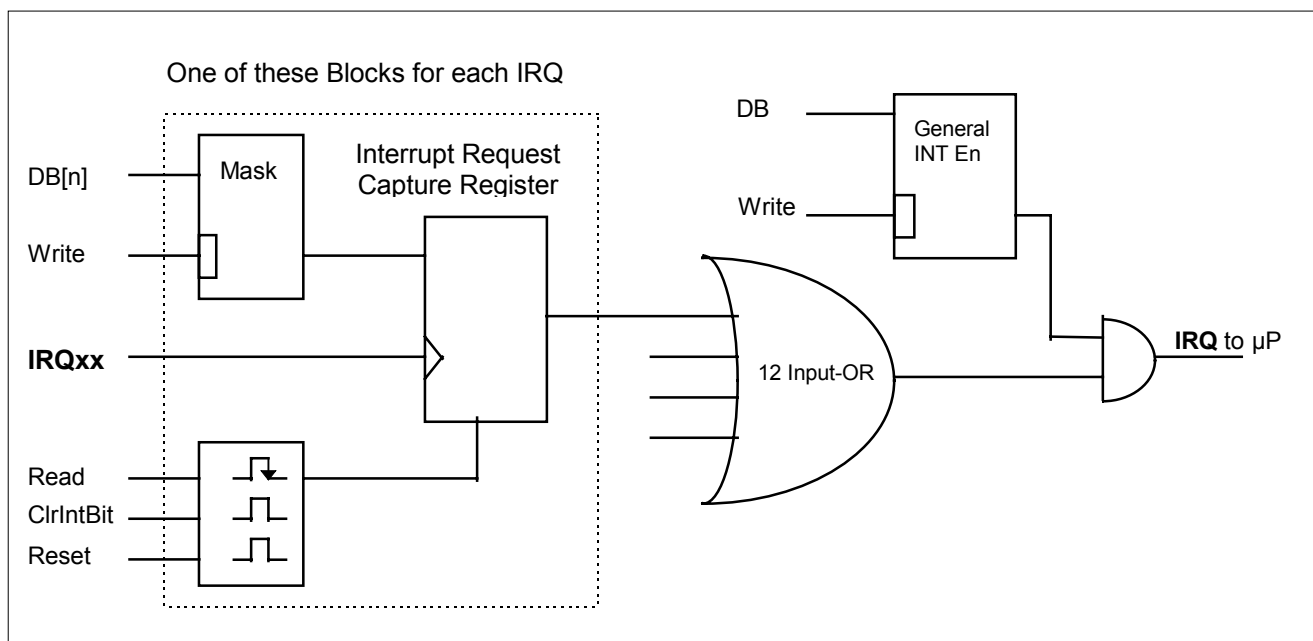 One of these Blocks for each IRQ
DB[n]
Write
IRQxx
Read
ClrIntBit
Reset
Mask
Interrupt Request
Capture Register
DB
Write
General
INT En
12 Input-OR
IRQ to µP